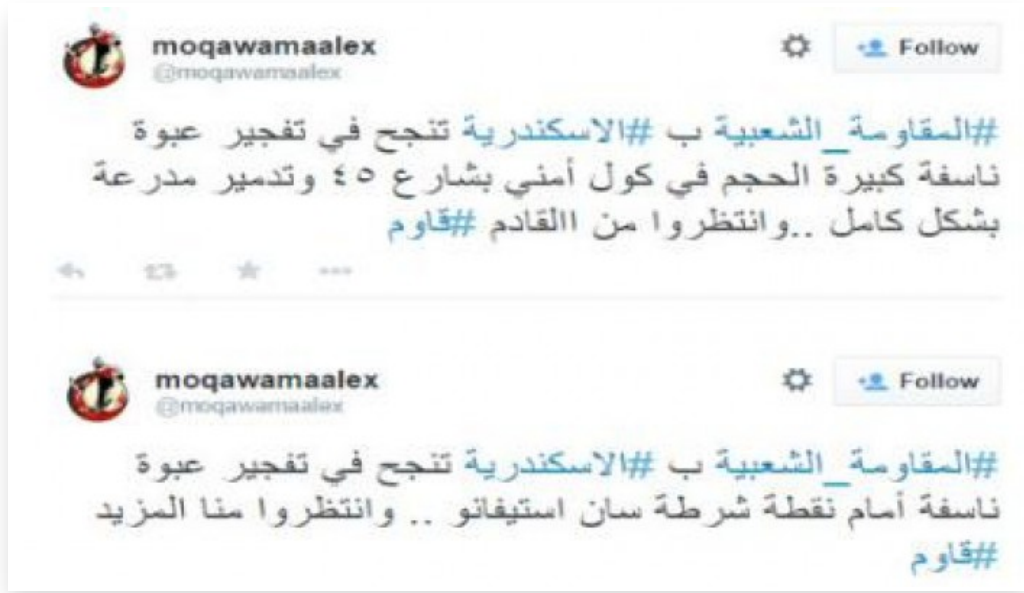 moqawamaalex
@moqawamaalex
Follow
#المقاومة_الشعبية ب #الاسكندرية تنجح في تفجير عبوة
ناسفة كبيرة الحجم في كول أمني بشارع ٤٥ وتدمير مدرعة
بشكل كامل ..وانتظروا من االقادم #قاوم
moqawamaalex
@moqawamaalex
Follow
#المقاومة_الشعبية ب #الاسكندرية تنجح في تفجير عبوة
ناسفة أمام نقطة شرطة سان استيفانو .. وانتظروا منا المزيد
#قاوم